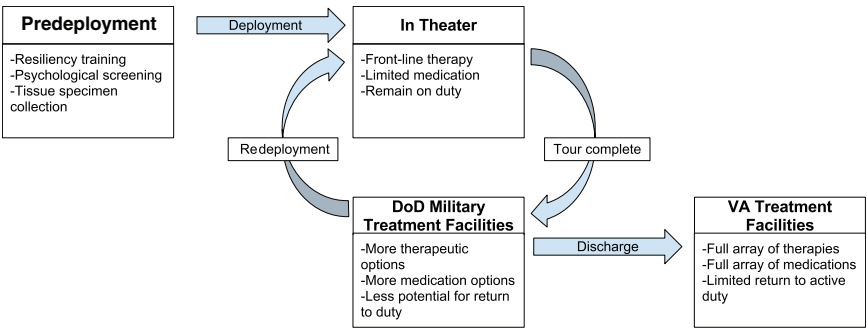 Predeployment
-Resiliency training
-Psychological screening
-Tissue specimen
collection
Deployment
In Theater
-Front-line therapy
-Limited medication
-Remain on duty
Redeployment
Tour complete
DoD Military
Treatment Facilities
-More therapeutic
options
-More medication options
-Less potential for return
to duty
Discharge
VA Treatment
Facilities
-Full array of therapies
-Full array of medications
-Limited return to active
duty